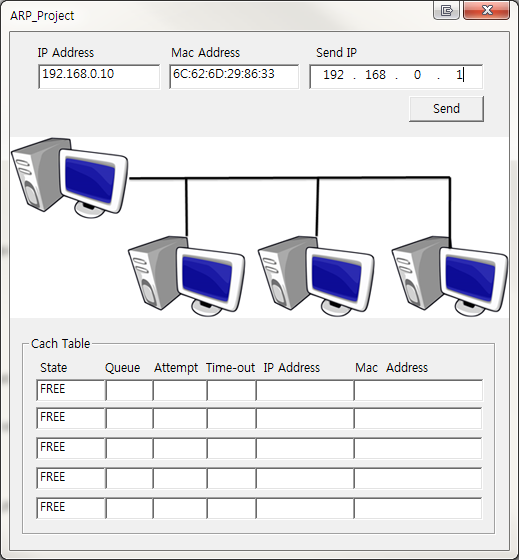 ARP_Project
IP Address Mac Address Send IP
192.168.0.10 6C:62:6D:29:86:33 192 . 168 . 0 . 1
Send
Cach Table
State Queue Attempt Time-out IP Address Mac Address
FREE
FREE
FREE
FREE
FREE